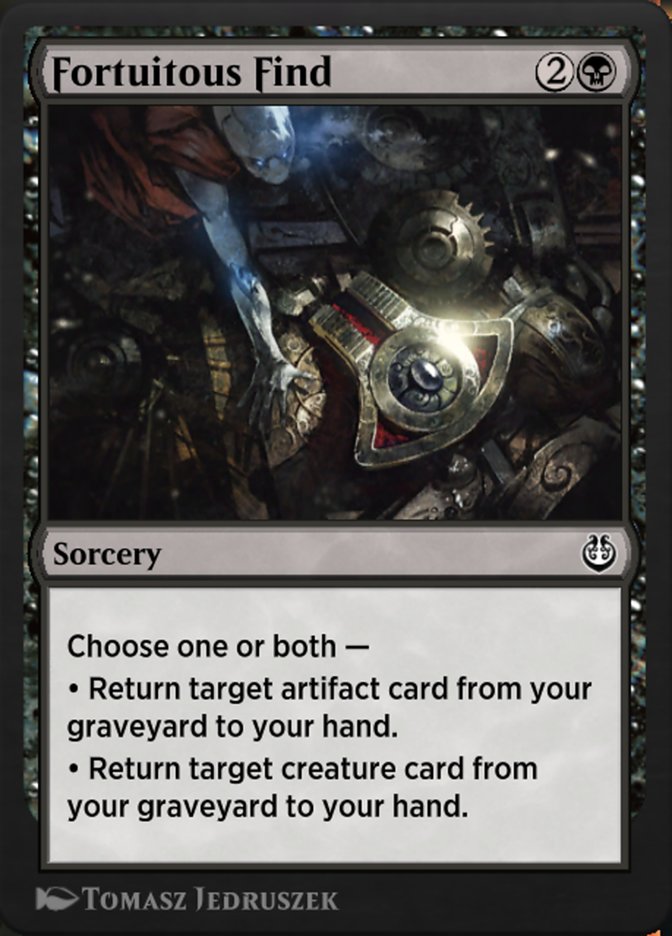 Fortuitous Find 2
Sorcery
Choose one or both —
• Return target artifact card from your
graveyard to your hand.
• Return target creature card from
your graveyard to your hand.
Tomasz Jedruszek